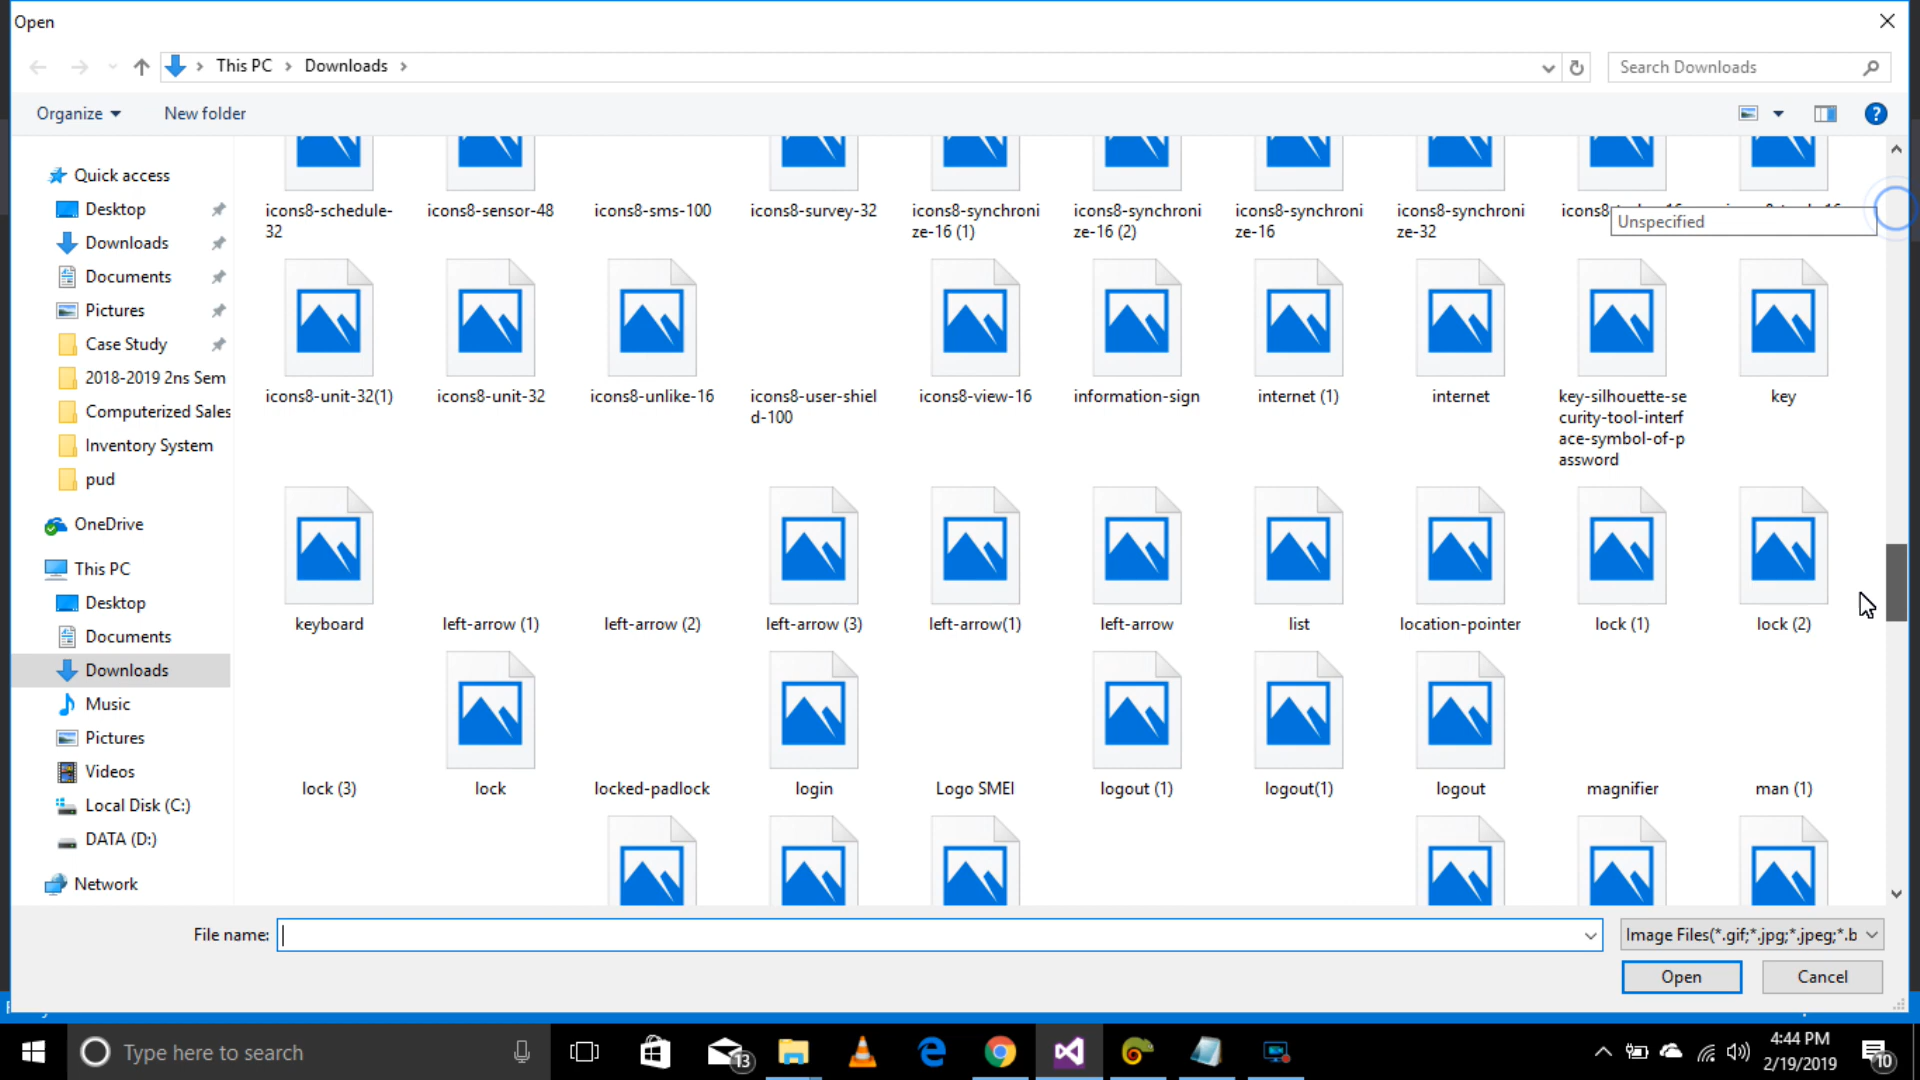 Open
This PC
Downloads
Search Downloads
Organize
New folder
Quick access
Desktop
Downloads
Documents
Pictures
Case Study
2018-2019 2ns Sem
Computerized Sales
Inventory System
pud
OneDrive
This PC
Desktop
Documents
Downloads
Music
Pictures
Videos
Local Disk (C:)
DATA (D:)
Network
icons8-schedule-
32
icons8-sensor-48
icons8-sms-100
icons8-survey-32
icons8-synchroni
ze-16 (1)
icons8-synchroni
ze-16 (2)
icons8-synchroni
ze-16
icons8-synchroni
ze-32
Unspecified
icons8-unit-32(1)
icons8-unit-32
icons8-unlike-16
icons8-user-shiel
d-100
icons8-view-16
information-sign
internet (1)
internet
key-silhouette-se
curity-tool-interf
ace-symbol-of-p
assword
key
keyboard
left-arrow (1)
left-arrow (2)
left-arrow (3)
left-arrow(1)
left-arrow
list
location-pointer
lock (1)
lock (2)
lock (3)
lock
locked-padlock
login
Logo SMEI
logout (1)
logout(1)
logout
magnifier
man (1)
File name:
Image Files(*.gif;*.jpg;*.jpeg;*.b
Open
Cancel
Type here to search
13
4:44 PM
2/19/2019
10